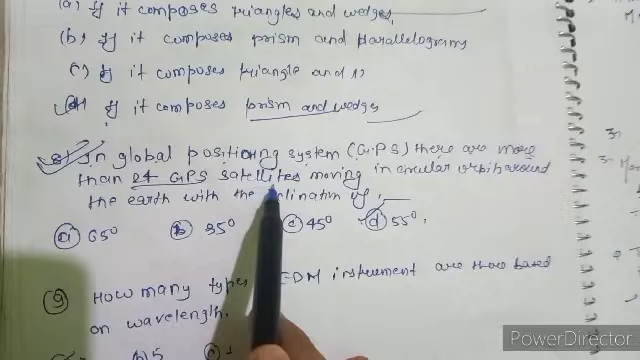 (a) If it composes triangles and wedges
(b) If it composes prism and parallelograms
(c) If it composes triangle and
(d) If it composes prism and wedges
(8) In global positioning system (G.P.S) there are more
than 24 GPS satellites moving in circular orbit around
the earth with the of.
(a) 65° (b) 35° (c) 45° (d) 55°.
(9) How many types EDM instrument are there based
on wavelength.
(b) 5
PowerDirector